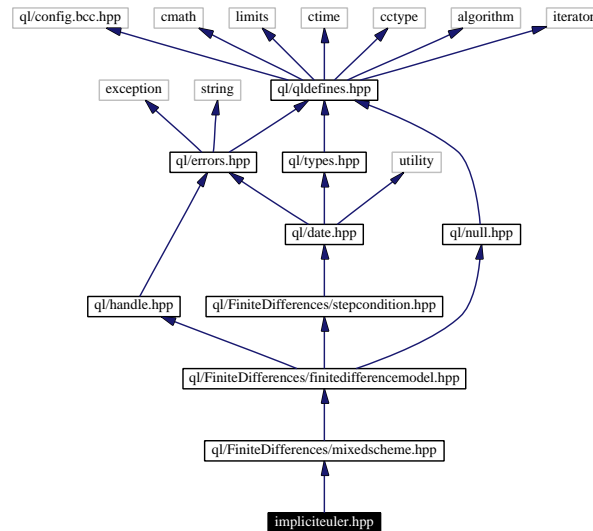 ql/config.bcc.hpp
cmath
limits
ctime
cctype
algorithm
iterator
exception
string
ql/qldefines.hpp
ql/errors.hpp
ql/types.hpp
utility
ql/date.hpp
ql/null.hpp
ql/handle.hpp
ql/FiniteDifferences/stepcondition.hpp
ql/FiniteDifferences/finitedifferencemodel.hpp
ql/FiniteDifferences/mixedscheme.hpp
impliciteuler.hpp